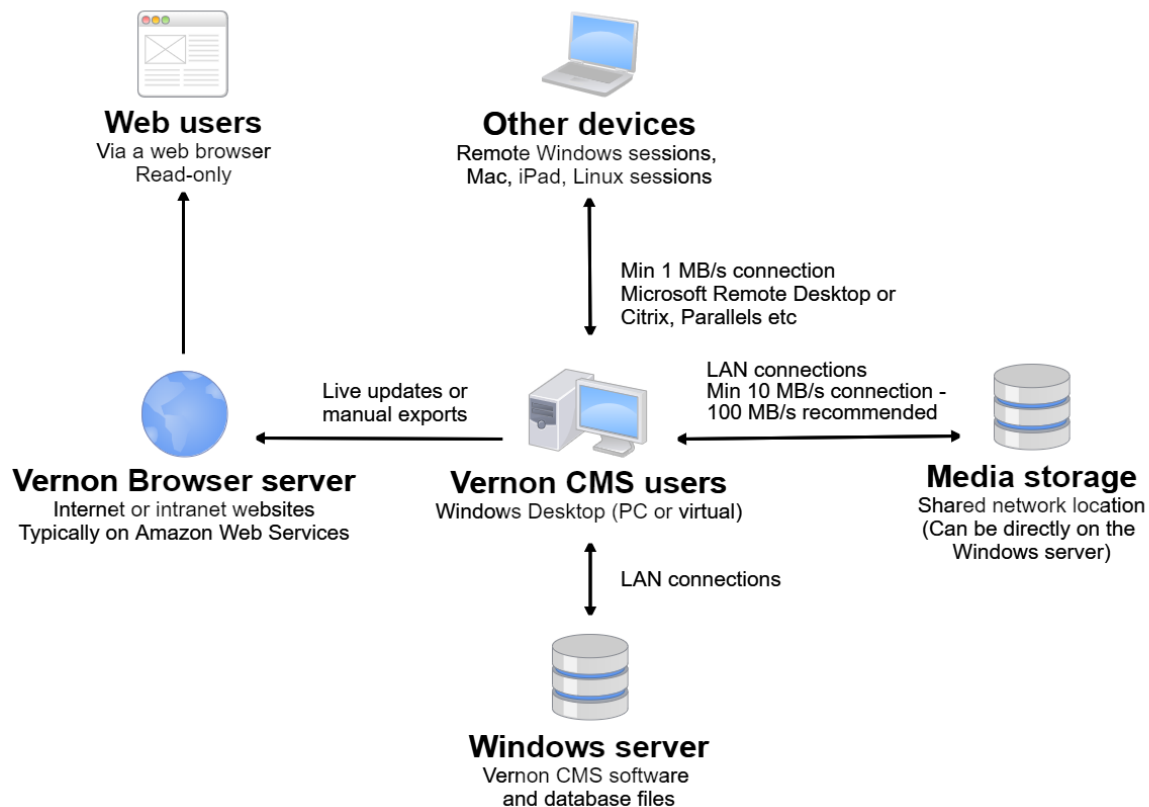 Web users
Via a web browser
Read-only
Other devices
Remote Windows sessions,
Mac, iPad, Linux sessions
Min 1 MB/s connection
Microsoft Remote Desktop or
Citrix, Parallels etc
Vernon Browser server
Internet or intranet websites
Typically on Amazon Web Services
Live updates or
manual exports
Vernon CMS users
Windows Desktop (PC or virtual)
LAN connections
Min 10 MB/s connection -
100 MB/s recommended
Media storage
Shared network location
(Can be directly on the
Windows server)
LAN connections
Windows server
Vernon CMS software
and database files